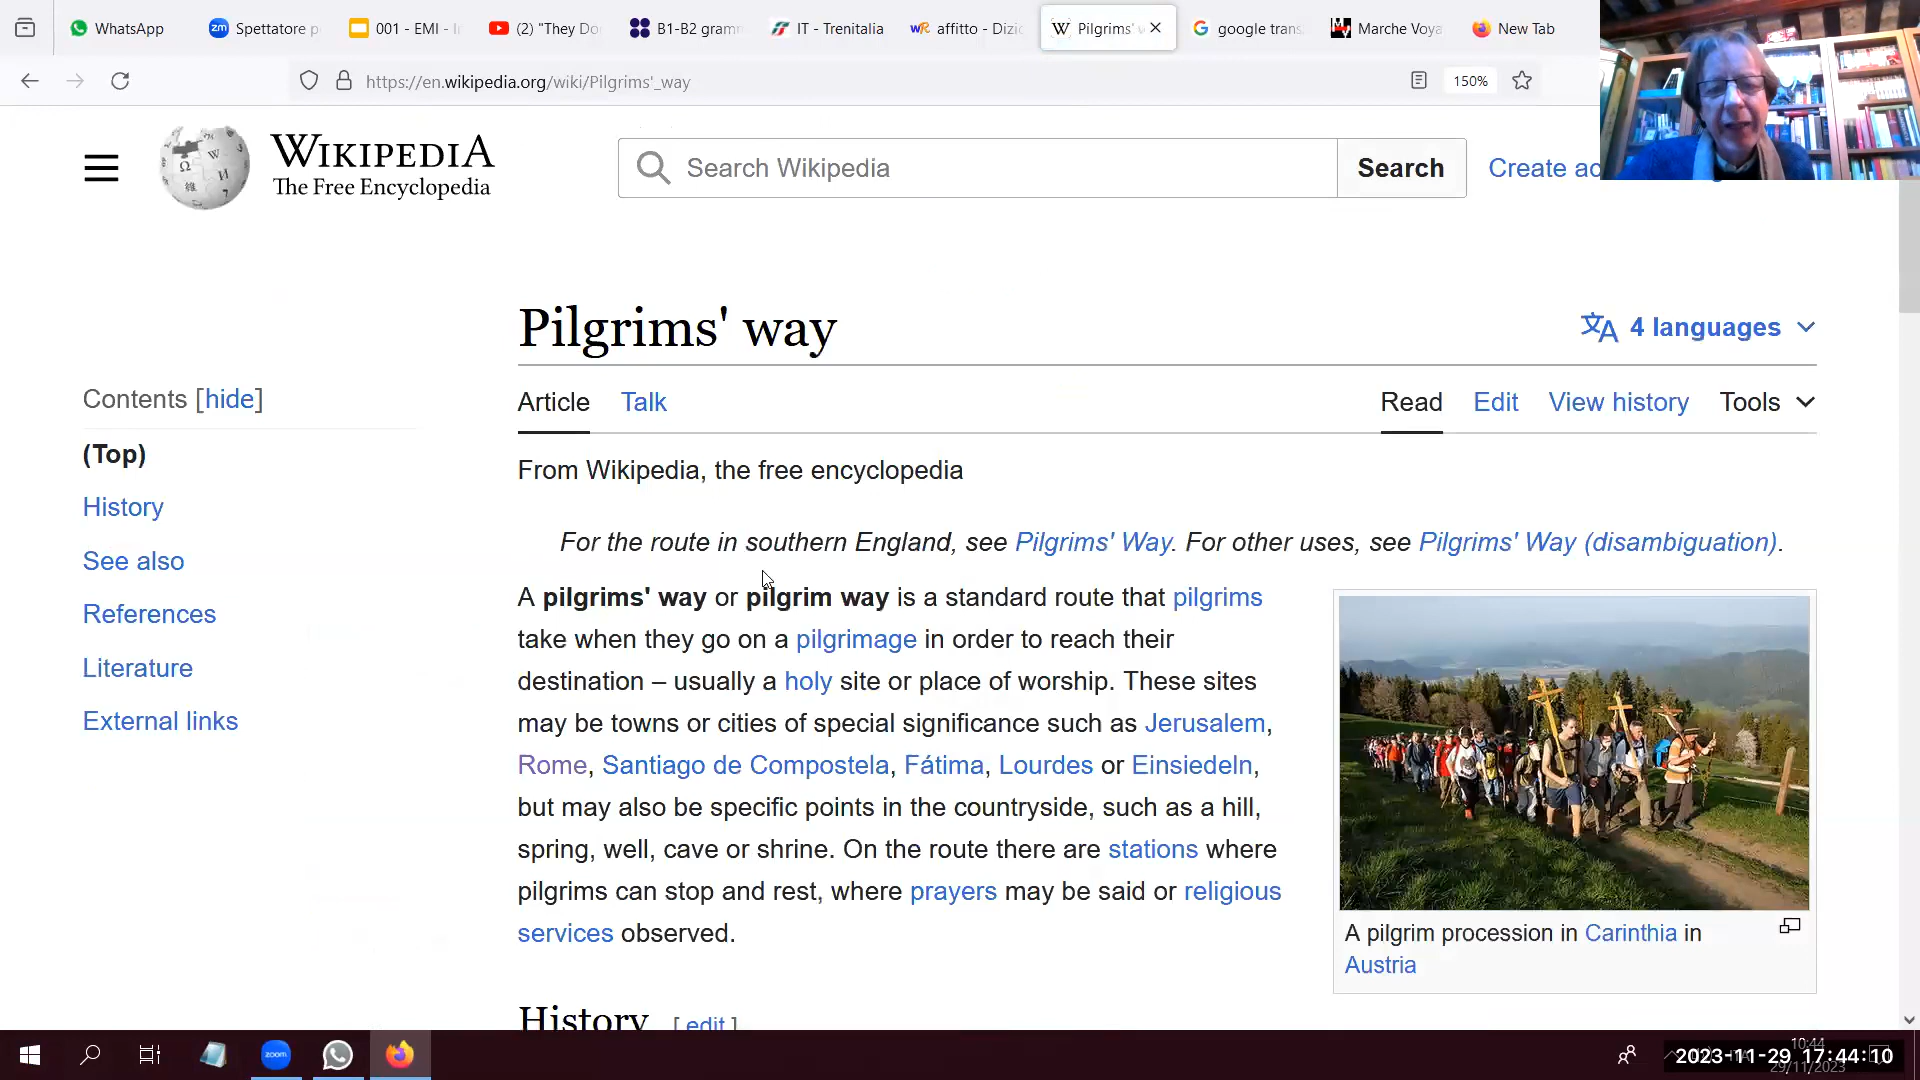 WhatsApp
Spettatore p
001 - EMI - I
(2) "They Do
B1-B2 gramm
IT - Trenitalia
affitto - Dizio
Pilgrims' w
google trans
Marche Voya
New Tab
https://en.wikipedia.org/wiki/Pilgrims'_way
150%
WIKIPEDIA
The Free Encyclopedia
Search Wikipedia
Search
Create ac
Pilgrims' way
4 languages
Contents [hide]
(Top)
History
See also
References
Literature
External links
Article Talk
Read Edit View history Tools
From Wikipedia, the free encyclopedia
For the route in southern England, see Pilgrims' Way. For other uses, see Pilgrims' Way (disambiguation).
A pilgrims' way or pilgrim way is a standard route that pilgrims
take when they go on a pilgrimage in order to reach their
destination – usually a holy site or place of worship. These sites
may be towns or cities of special significance such as Jerusalem,
Rome, Santiago de Compostela, Fátima, Lourdes or Einsiedeln,
but may also be specific points in the countryside, such as a hill,
spring, well, cave or shrine. On the route there are stations where
pilgrims can stop and rest, where prayers may be said or religious
services observed.
A pilgrim procession in Carinthia in
Austria
History [ edit ]
zoom
10:44
2023-11-29 17:44:10
29/11/2023